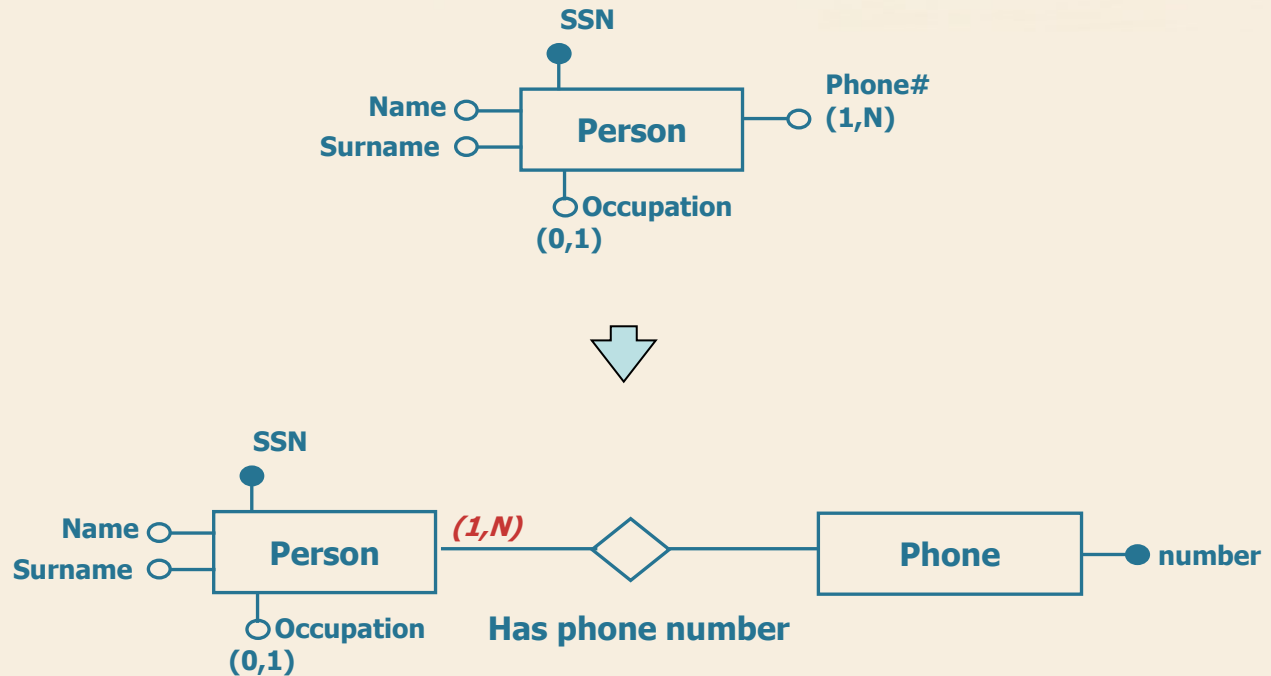 SSN
Name
Surname
Person
Phone#
(1,N)
Occupation
(0,1)
SSN
Name
Surname
Person
(1,N)
Phone
number
Occupation
(0,1)
Has phone number